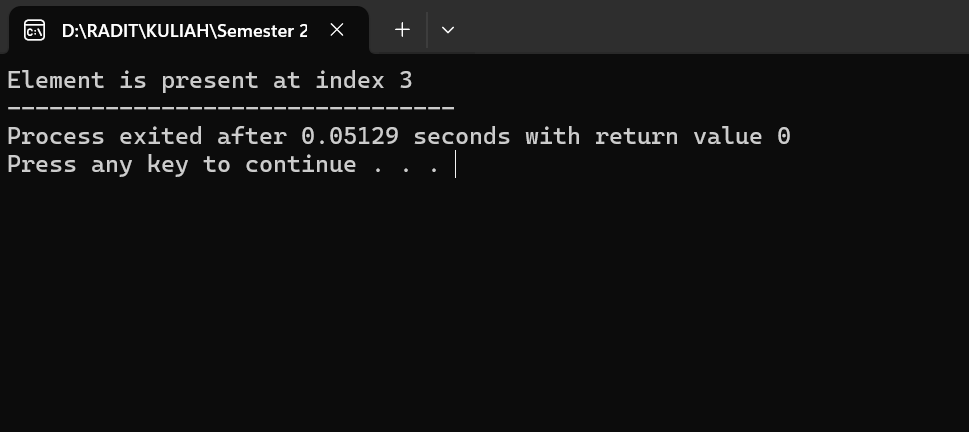 D:\RADIT\KULIAH\Semester 2
Element is present at index 3
--------------------------------
Process exited after 0.05129 seconds with return value 0
Press any key to continue . . .